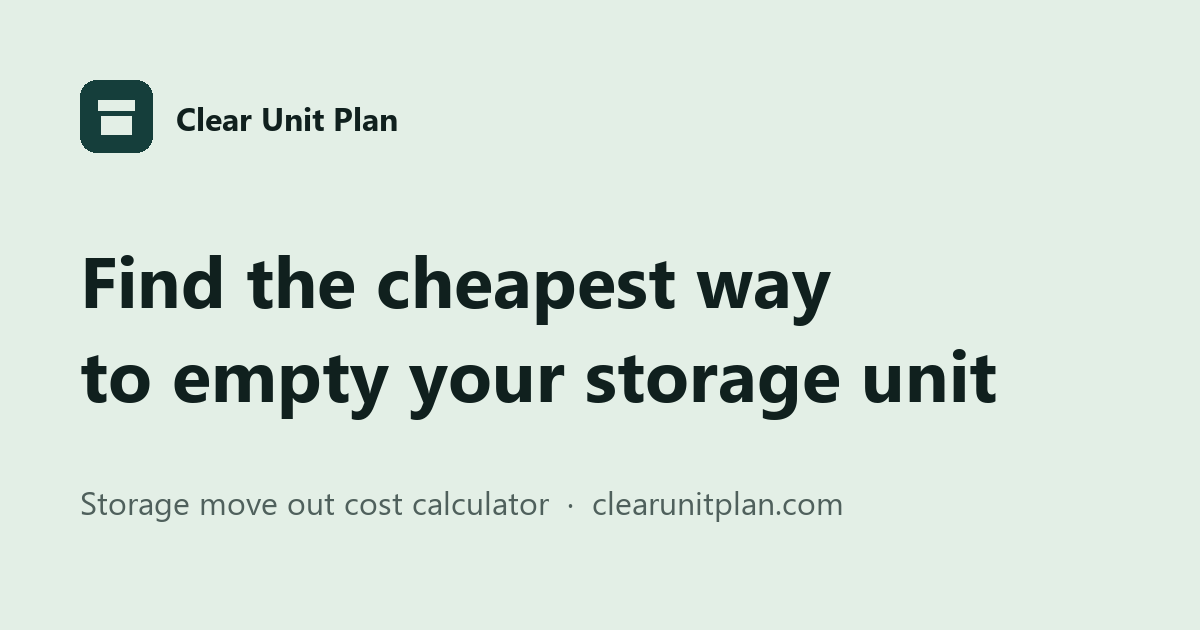 Clear Unit Plan
Find the cheapest way
to empty your storage unit
Storage move out cost calculator · clearunitplan.com